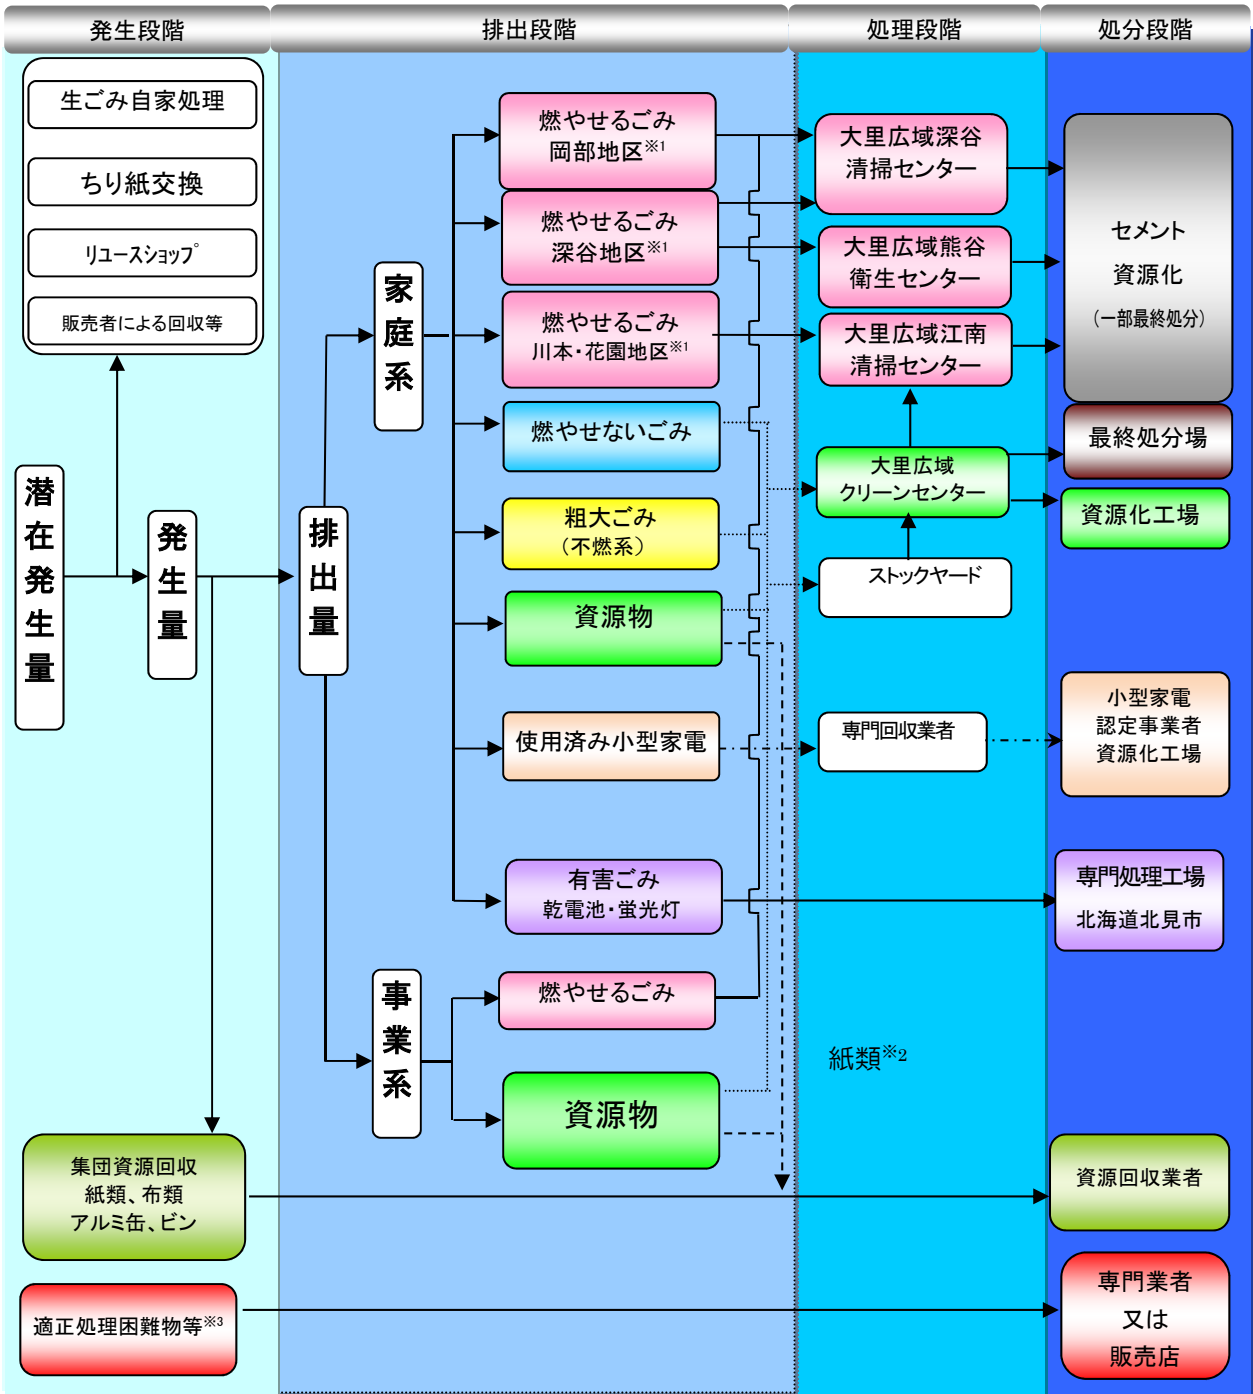 発生段階
排出段階
処理段階
処分段階
生ごみ自家処理
ちり紙交換
リユースショップ
販売者による回収等
潜在発生量
発生量
排出量
家庭系
事業系
燃やせるごみ
岡部地区※1
燃やせるごみ
深谷地区※1
燃やせるごみ
川本・花園地区※1
燃やせないごみ
粗大ごみ
（不燃系）
資源物
使用済み小型家電
有害ごみ
乾電池・蛍光灯
燃やせるごみ
資源物
大里広域深谷
清掃センター
大里広域熊谷
衛生センター
大里広域江南
清掃センター
大里広域
クリーンセンター
ストックヤード
専門回収業者
紙類※2
セメント
資源化
（一部最終処分）
最終処分場
資源化工場
小型家電
認定事業者
資源化工場
専門処理工場
北海道北見市
集団資源回収
紙類、布類
アルミ缶、ビン
資源回収業者
適正処理困難物等※3
専門業者
又は
販売店